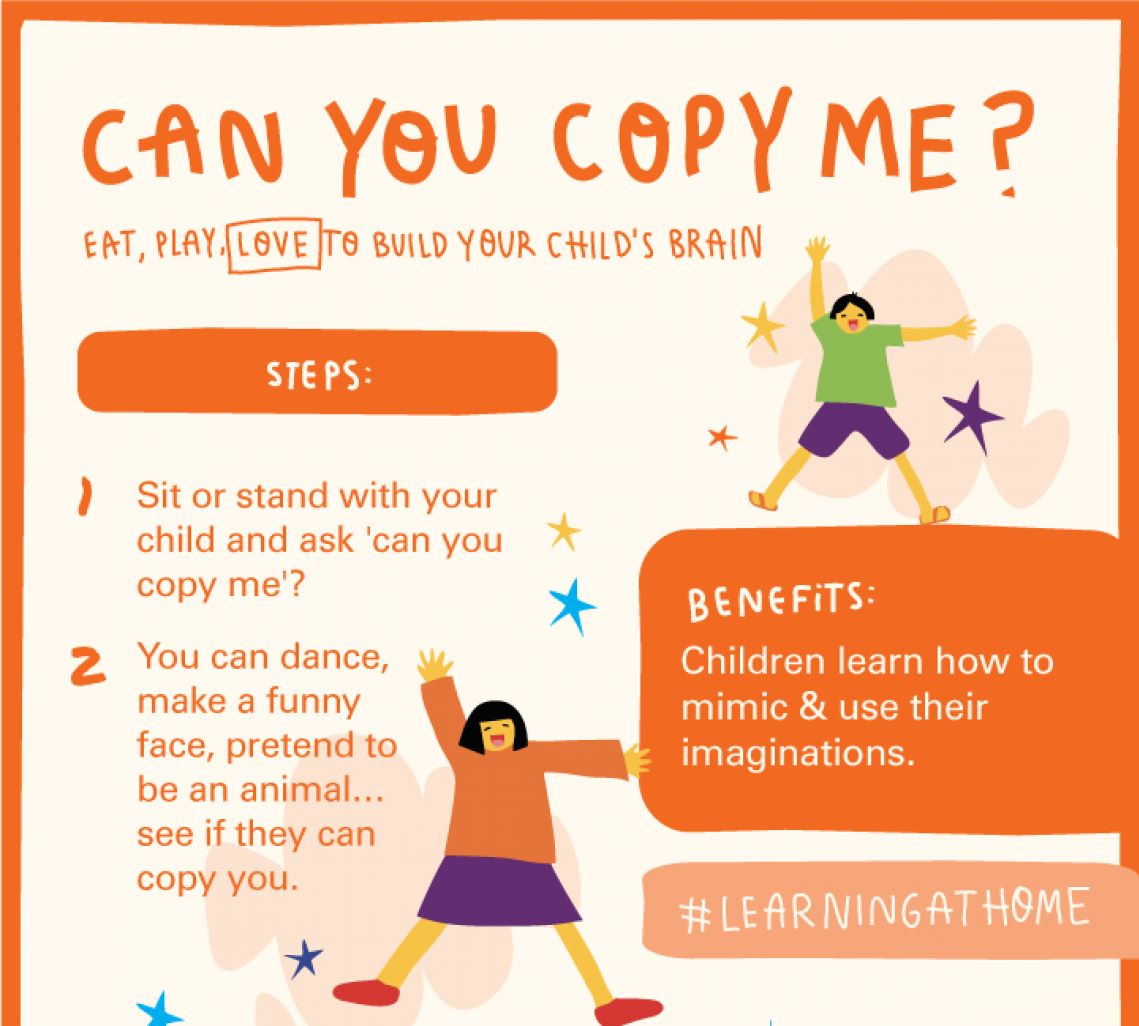 CAN YOU COPY ME?
EAT, PLAY, LOVE TO BUILD YOUR CHILD'S BRAIN
STEPS:
1 Sit or stand with your
child and ask 'can you
copy me'?
2 You can dance,
make a funny
face, pretend to
be an animal...
see if they can
copy you.
BENEFiTS:
Children learn how to
mimic & use their
imaginations.
#LEARNINGATHOME